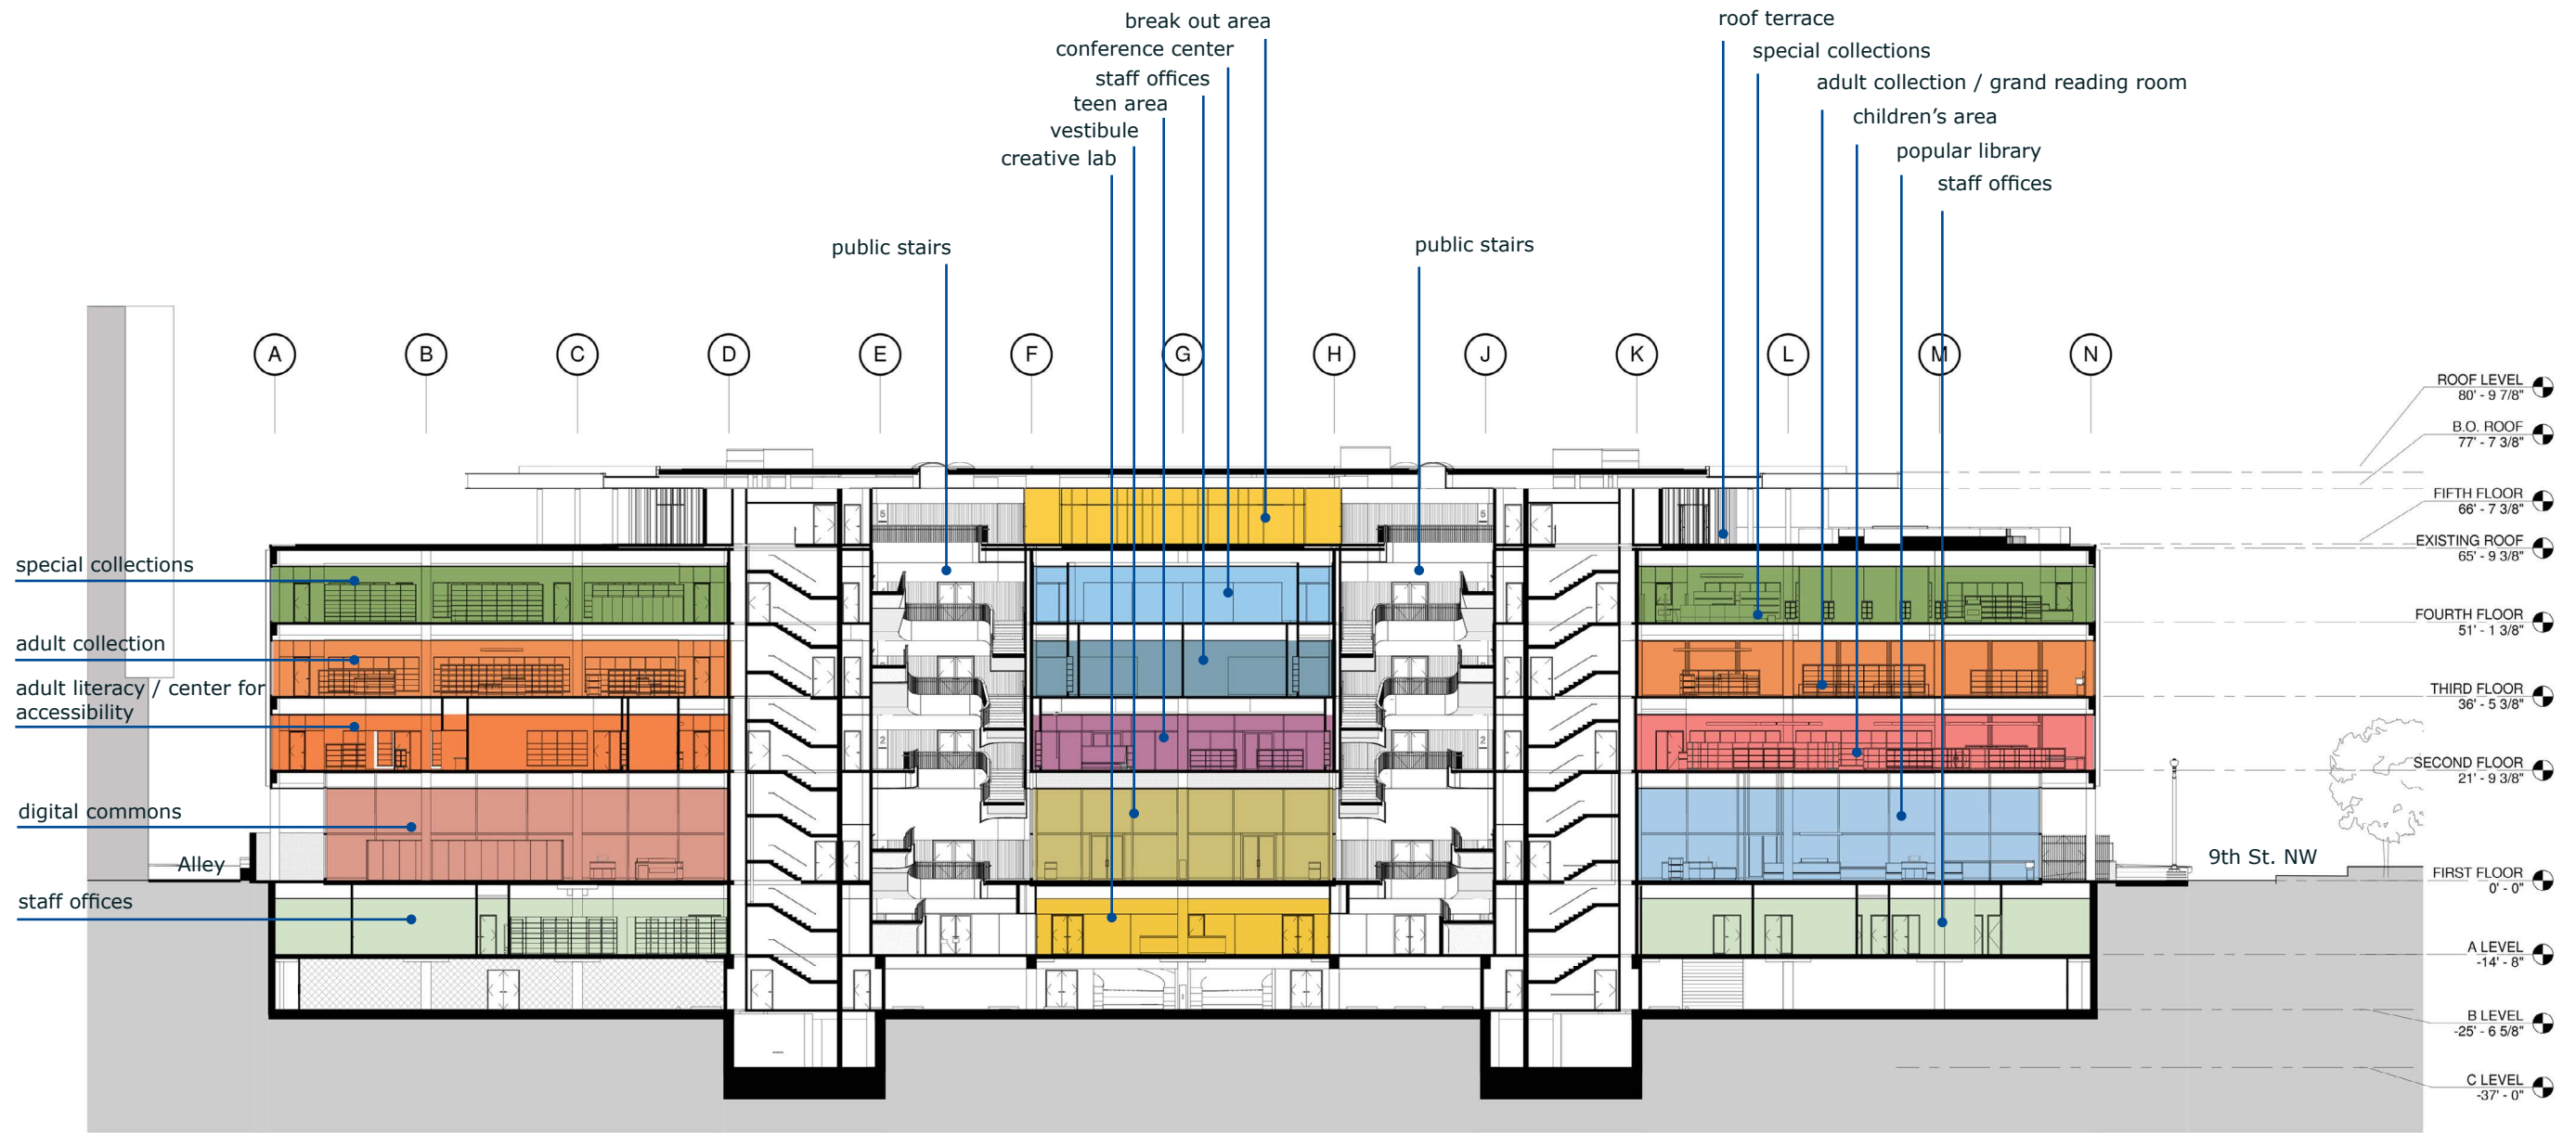 break out area
conference center
staff offices
teen area
vestibule
creative lab
roof terrace
special collections
adult collection / grand reading room
children's area
popular library
staff offices
public stairs
public stairs
A B C D E F G H J K L M N
ROOF LEVEL
80' - 9 7/8"
B.O. ROOF
77' - 7 3/8"
FIFTH FLOOR
66' - 7 3/8"
EXISTING ROOF
65' - 9 3/8"
FOURTH FLOOR
51' - 1 3/8"
THIRD FLOOR
36' - 5 3/8"
SECOND FLOOR
21' - 9 3/8"
FIRST FLOOR
0' - 0"
A LEVEL
-14' - 8"
B LEVEL
-25' - 6 5/8"
C LEVEL
-37' - 0"
special collections
adult collection
adult literacy / center for
accessibility
digital commons
Alley
staff offices
9th St. NW
5
5
2
2